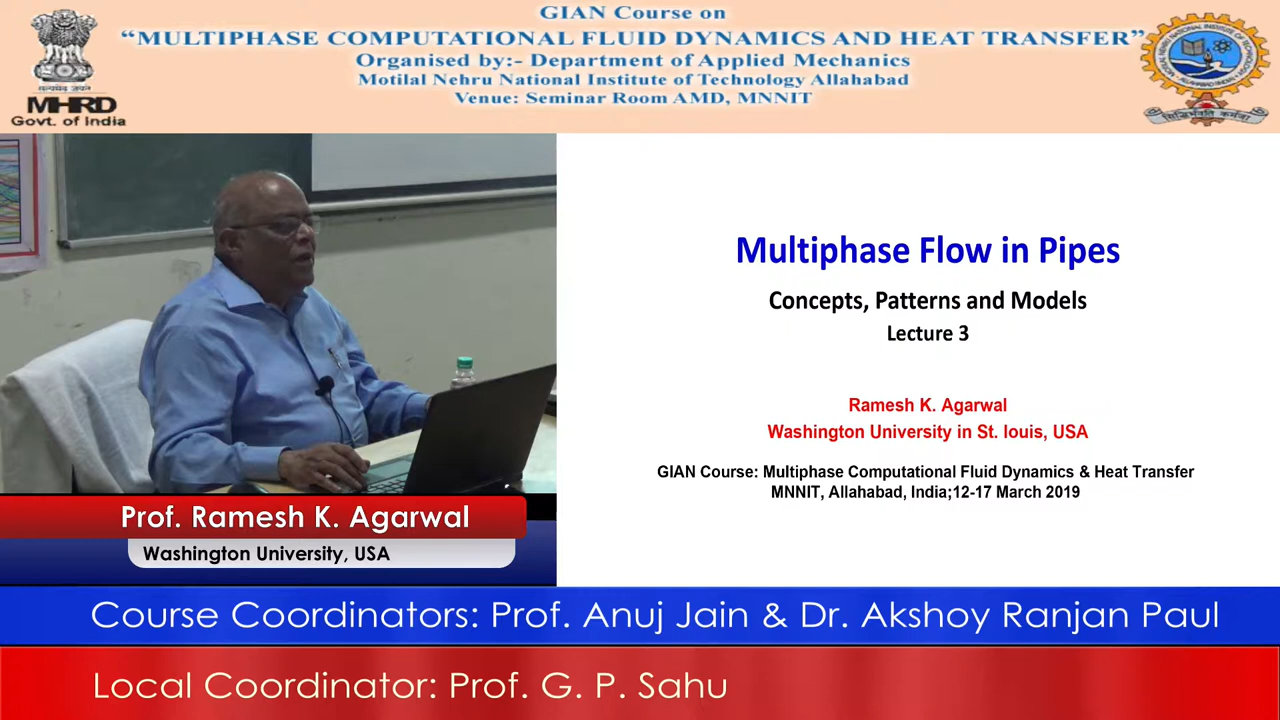 GIAN Course on
“MULTIPHASE COMPUTATIONAL FLUID DYNAMICS AND HEAT TRANSFER”
Organised by:- Department of Applied Mechanics
Motilal Nehru National Institute of Technology Allahabad
Venue: Seminar Room AMD, MNNIT
सत्यमेव जयते
MHRD
Govt. of India
Multiphase Flow in Pipes
Concepts, Patterns and Models
Lecture 3
Ramesh K. Agarwal
Washington University in St. louis, USA
GIAN Course: Multiphase Computational Fluid Dynamics & Heat Transfer
MNNIT, Allahabad, India;12-17 March 2019
Prof. Ramesh K. Agarwal
Washington University, USA
Course Coordinators: Prof. Anuj Jain & Dr. Akshoy Ranjan Paul
Local Coordinator: Prof. G. P. Sahu